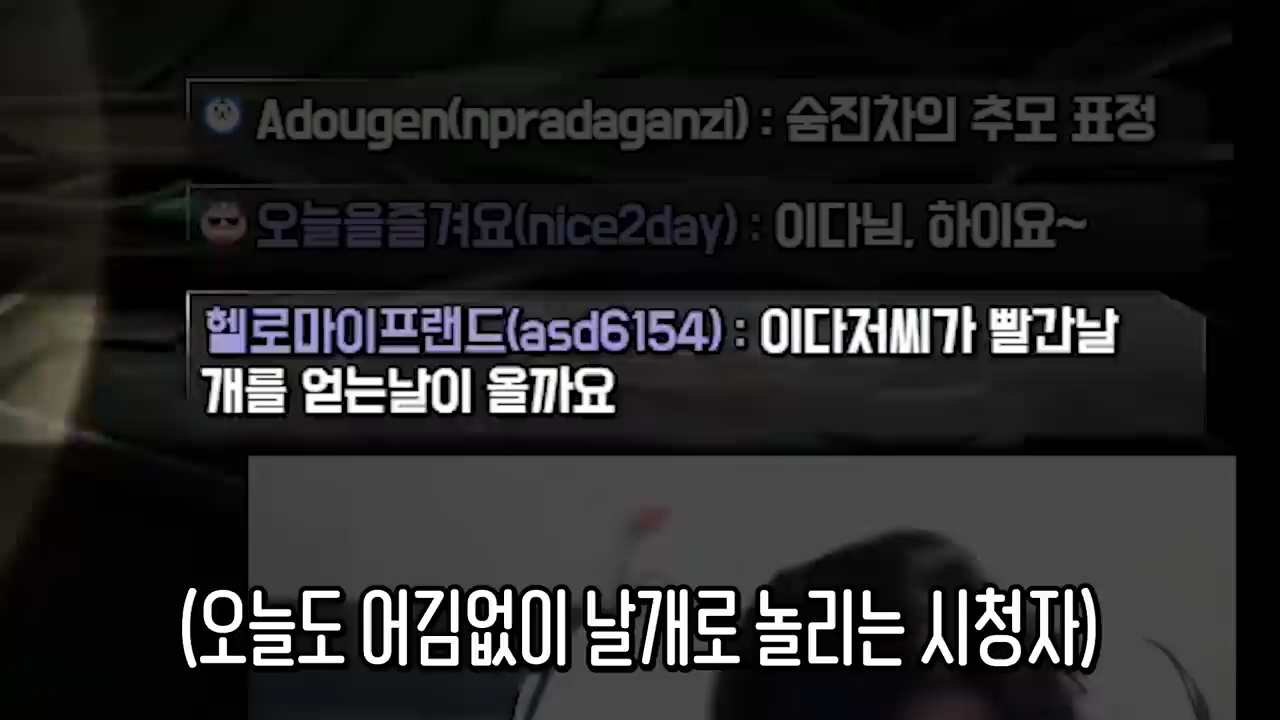 Adougen(npradaganzi) : 숨진차의 추모 표정
오늘을즐겨요(nice2day) : 이다님, 하이요~
헬로마이프랜드(asd6154) : 이다저씨가 빨간날
개를 얻는날이 올까요
(오늘도 어김없이 날개로 놀리는 시청자)